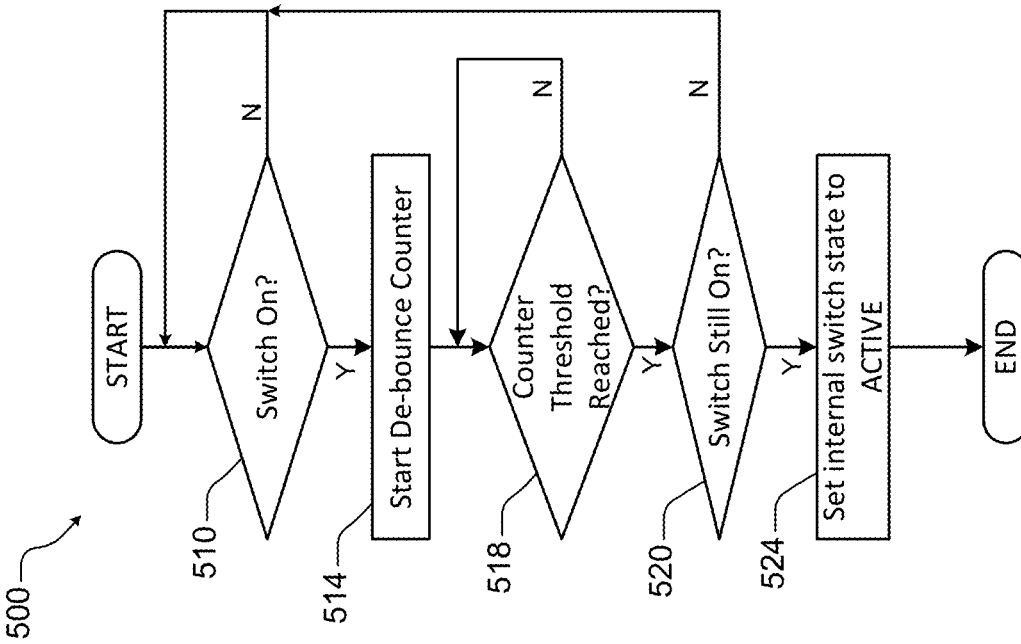 500
START
510
Switch On?
N
Y
514
Start De-bounce Counter
518
Counter
Threshold
Reached?
N
Y
520
Switch Still On?
N
Y
524
Set internal switch state to
ACTIVE
END